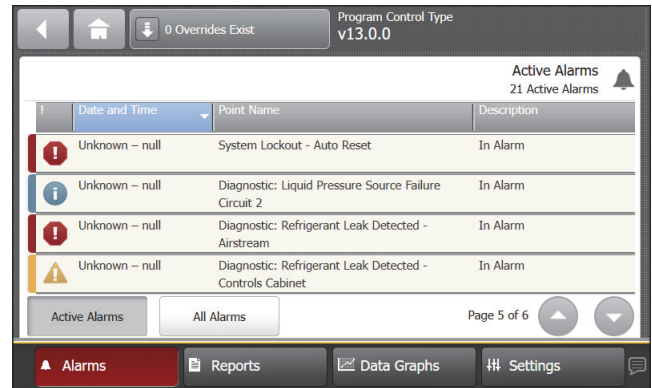 Program Control Type
0 Overrides Exist
v13.0.0
Active Alarms
21 Active Alarms
! Date and Time Point Name Description
Unknown – null System Lockout - Auto Reset In Alarm
Unknown – null Diagnostic: Liquid Pressure Source Failure In Alarm
Circuit 2
Unknown – null Diagnostic: Refrigerant Leak Detected - In Alarm
Airstream
Unknown – null Diagnostic: Refrigerant Leak Detected - In Alarm
Controls Cabinet
Active Alarms All Alarms Page 5 of 6
Alarms Reports Data Graphs Settings